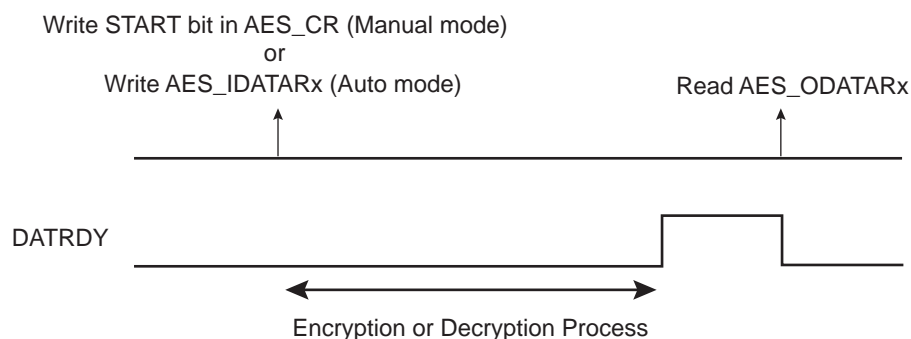 Write START bit in AES_CR (Manual mode)
or
Write AES_IDATARx (Auto mode)
Read AES_ODATARx
DATRDY
Encryption or Decryption Process